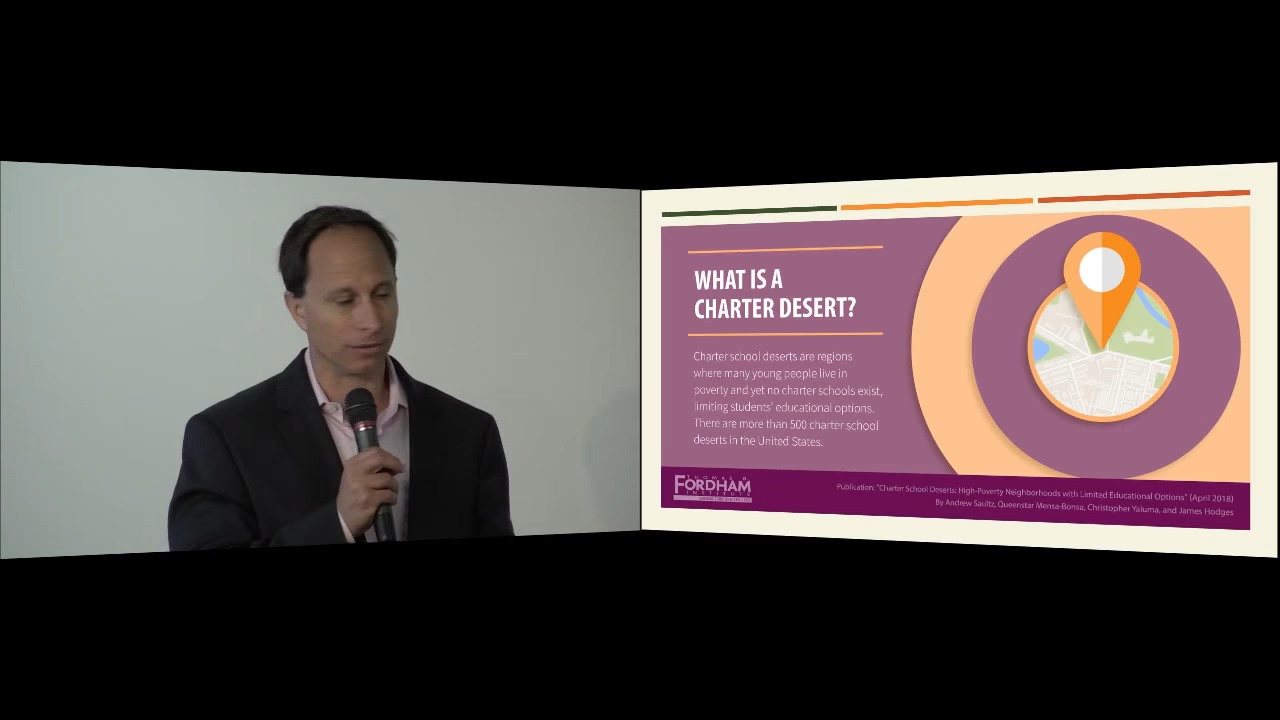 WHAT IS A
CHARTER DESERT?
Charter school deserts are regions
where many young people live in
poverty and yet no charter schools exist,
limiting students' educational options.
There are more than 500 charter school
deserts in the United States.
THOMAS B.
FORDHAM
INSTITUTE
Publication: "Charter School Deserts: High-Poverty Neighborhoods with Limited Educational Options" (April 2018)
By Andrew Saultz, Queenstar Mensa-Bonsu, Christopher Yaluma, and James Hodges